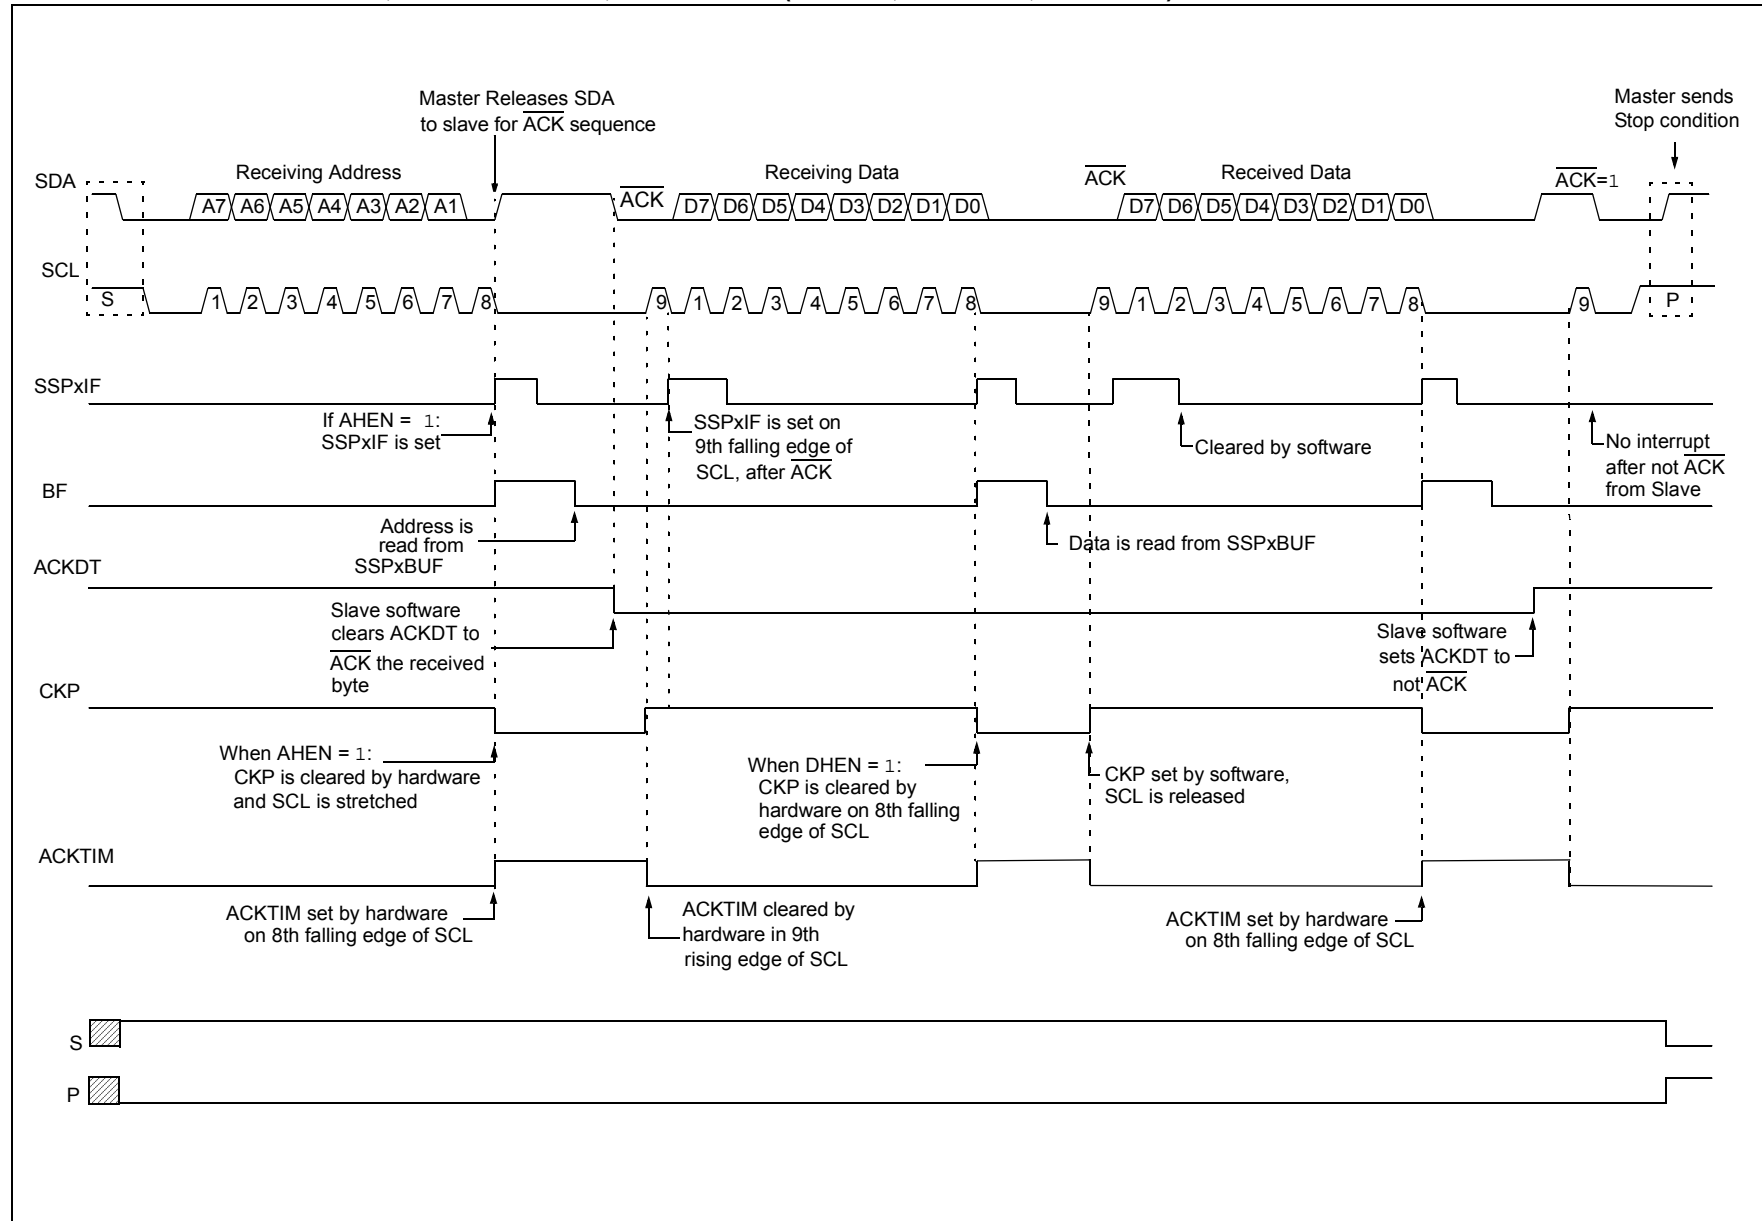 Master Releases SDA
to slave for ACK sequence
Master sends
Stop condition
SDA
Receiving Address
ACK
Receiving Data
ACK
Received Data
ACK=1
A7 A6 A5 A4 A3 A2 A1
D7 D6 D5 D4 D3 D2 D1 D0
D7 D6 D5 D4 D3 D2 D1 D0
SCL
S
1 2 3 4 5 6 7 8
9 1 2 3 4 5 6 7 8
9 1 2 3 4 5 6 7 8
9
P
SSPxIF
If AHEN = 1:
SSPxIF is set
SSPxIF is set on
9th falling edge of
SCL, after ACK
Cleared by software
No interrupt
after not ACK
from Slave
BF
Address is
read from
SSPxBUF
Data is read from SSPxBUF
ACKDT
Slave software
clears ACKDT to
ACK the received
byte
Slave software
sets ACKDT to
not ACK
CKP
When AHEN = 1:
CKP is cleared by hardware
and SCL is stretched
When DHEN = 1:
CKP is cleared by
hardware on 8th falling
edge of SCL
CKP set by software,
SCL is released
ACKTIM
ACKTIM set by hardware
on 8th falling edge of SCL
ACKTIM cleared by
hardware in 9th
rising edge of SCL
ACKTIM set by hardware
on 8th falling edge of SCL
S
P